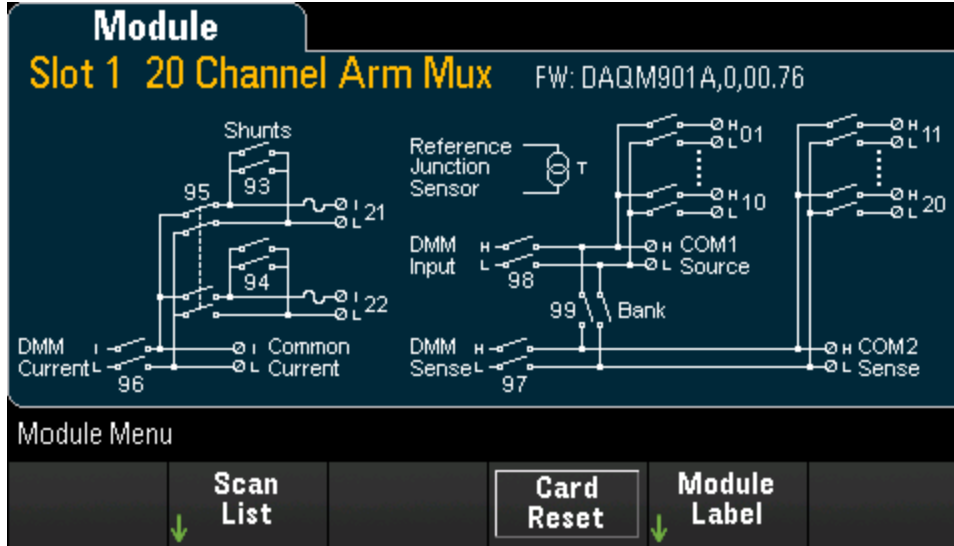 Module
Slot 1 20 Channel Arm Mux FW: DAQM901A,0,00.76
Shunts
93
95
I
L 21
94
I
L 22
DMM I
Current L
96
I Common
L Current
Reference
Junction
Sensor
T
H 01
L
H 10
L
H 11
L
H 20
L
DMM H
Input L
98
H COM1
L Source
99 Bank
DMM H
Sense L
97
H COM2
L Sense
Module Menu
Scan
List
Card
Reset
Module
Label